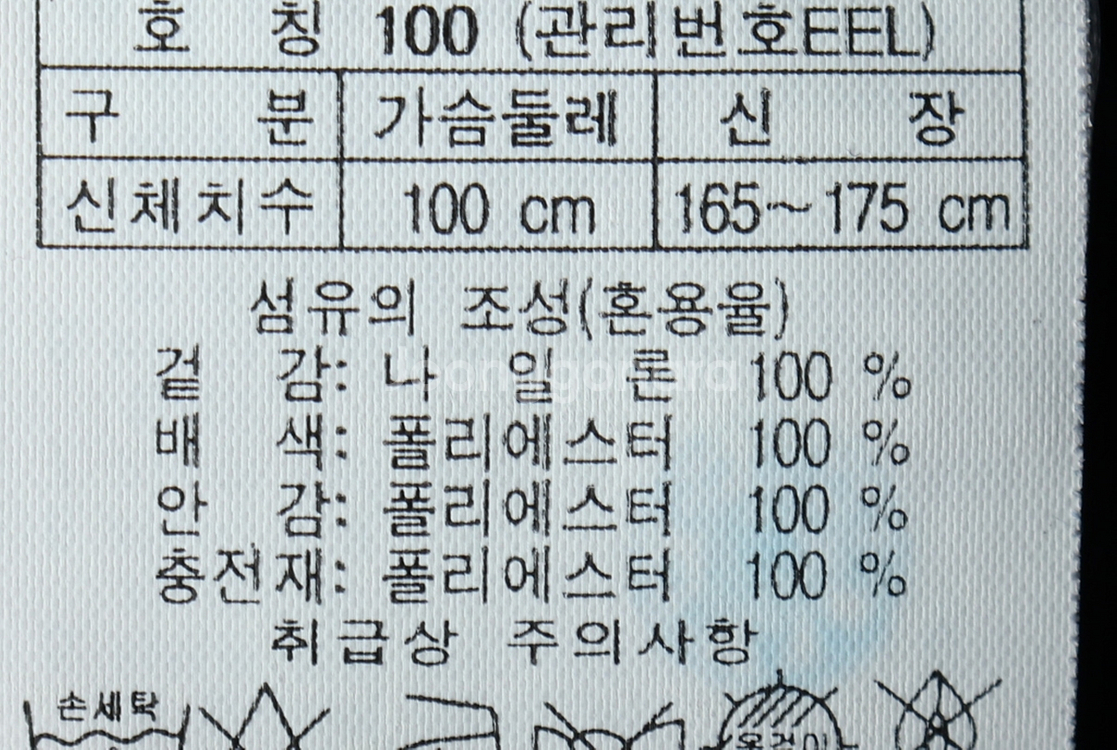 호 칭 100 (관리번호EEL)
구 분 가슴둘레 신 장
신체치수 100 cm 165~175 cm
섬유의 조성(혼용율)
겉 감: 나 일 론 100 %
배 색: 폴리에스터 100 %
안 감: 폴리에스터 100 %
충전재: 폴리에스터 100 %
취급상 주의사항
손세탁
옷걸이